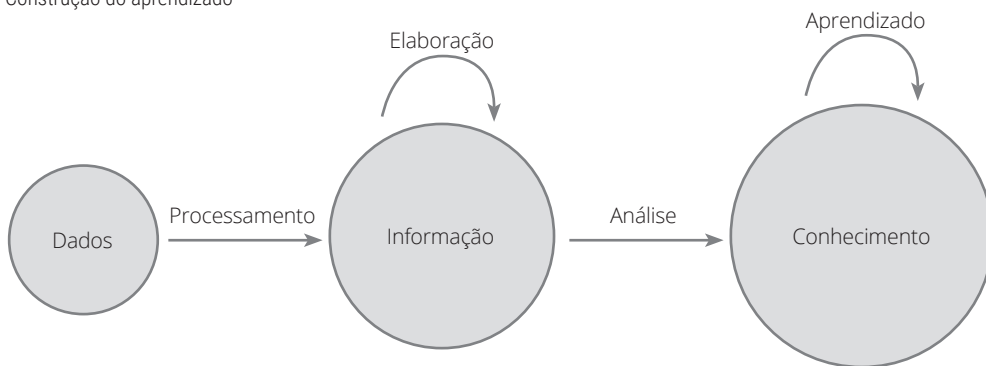 Construção do aprendizado
Aprendizado
Elaboração
Processamento
Análise
Dados
Informação
Conhecimento